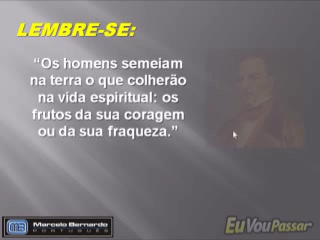 LEMBRE-SE:
“Os homens semeiam
na terra o que colherão
na vida espiritual: os
frutos da sua coragem
ou da sua fraqueza.”
MB Marcelo Bernardo
PORTUGUÊS
EuVouPassar